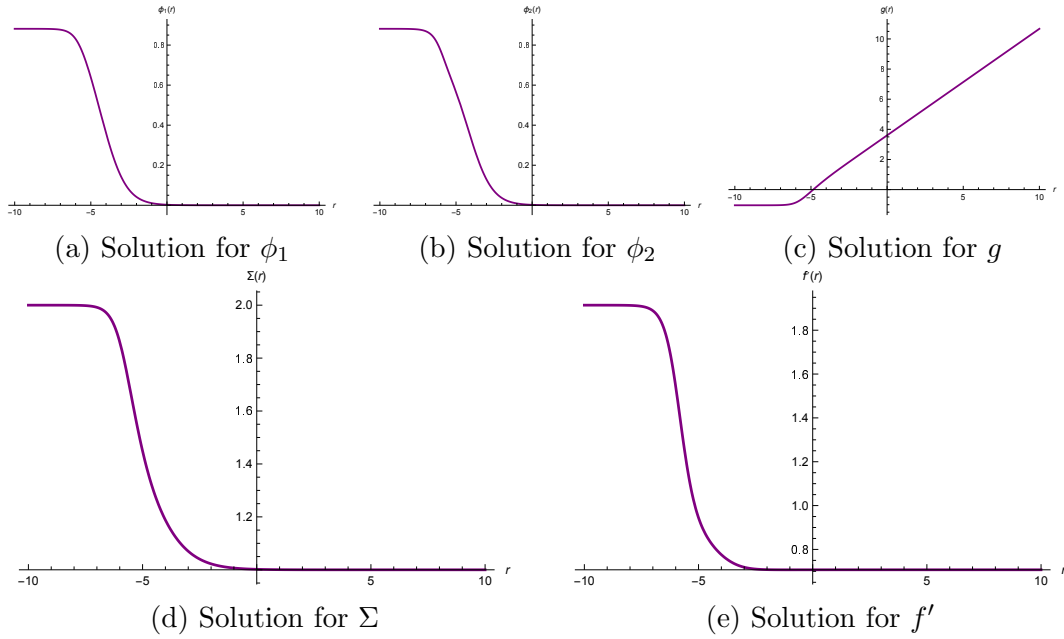 ϕ₁(r)
0.8
0.6
0.4
0.2
-10 -5 5 10 r
(a) Solution for ϕ₁
ϕ₂(r)
0.8
0.6
0.4
0.2
-10 -5 5 10 r
(b) Solution for ϕ₂
g(r)
10
8
6
4
2
-10 -5 5 10 r
(c) Solution for g
Σ(r)
2.0
1.8
1.6
1.4
1.2
-10 -5 5 10 r
(d) Solution for Σ
f'(r)
1.8
1.6
1.4
1.2
1.0
0.8
-10 -5 5 10 r
(e) Solution for f′